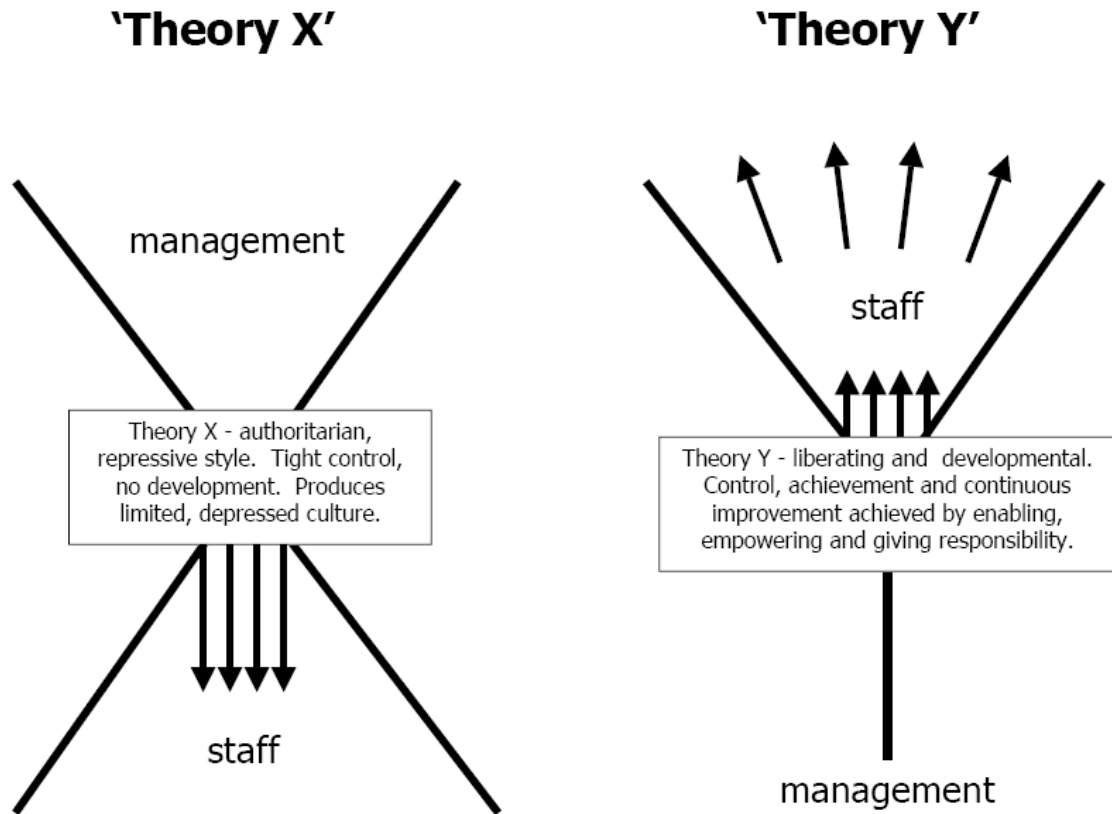 'Theory X'
'Theory Y'
management
Theory X - authoritarian,
repressive style. Tight control,
no development. Produces
limited, depressed culture.
staff
staff
Theory Y - liberating and developmental.
Control, achievement and continuous
improvement achieved by enabling,
empowering and giving responsibility.
management